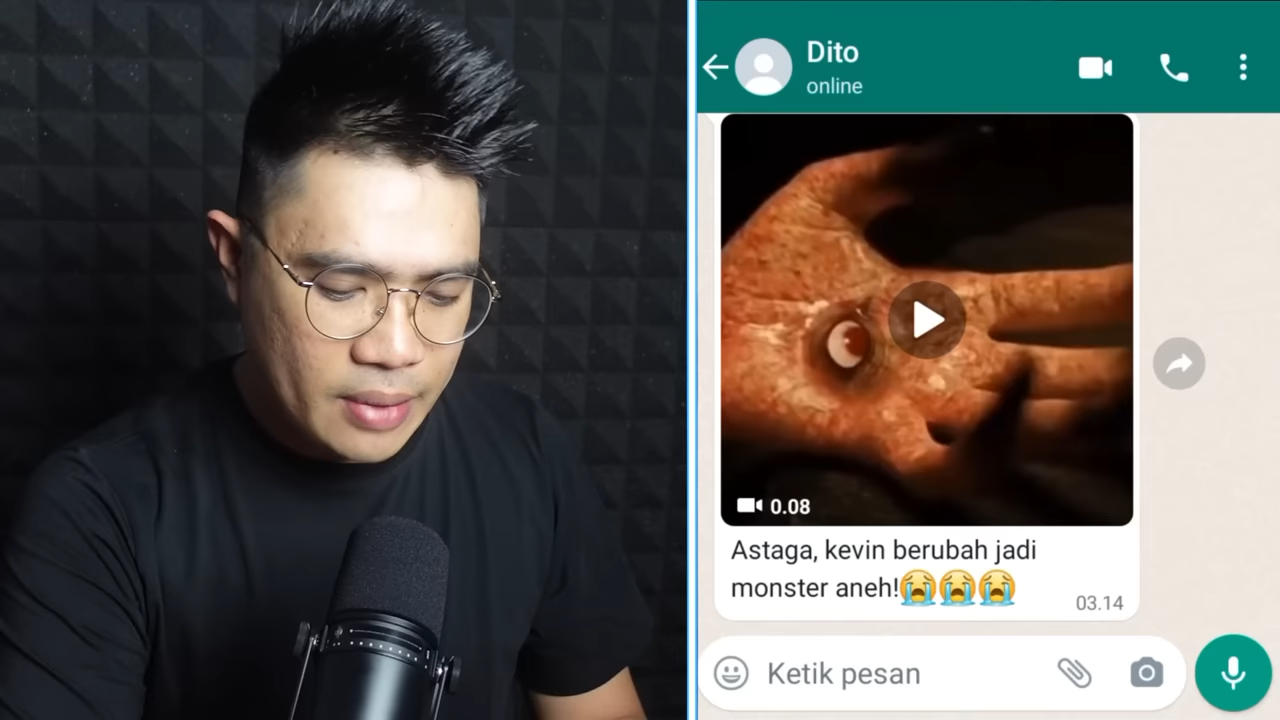 Dito
online
0.08
Astaga, kevin berubah jadi
monster aneh!😭😭😭
03.14
Ketik pesan